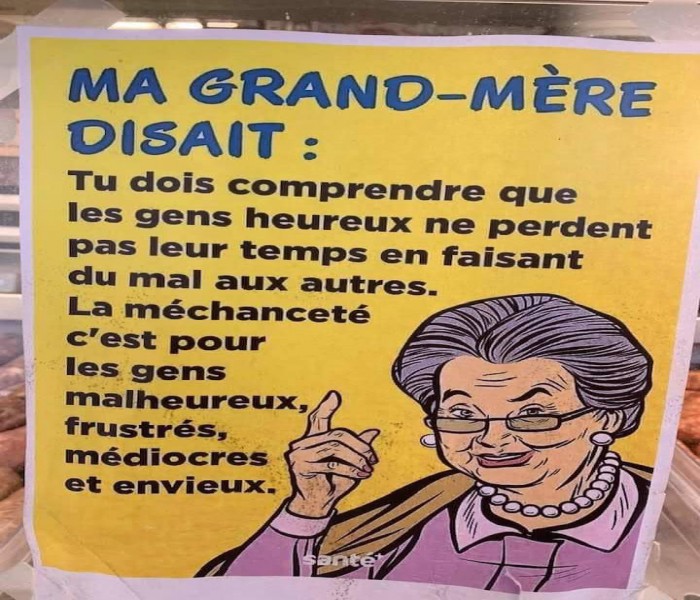 MA GRAND-MÈRE
DISAIT :
Tu dois comprendre que
les gens heureux ne perdent
pas leur temps en faisant
du mal aux autres.
La méchanceté
c'est pour
les gens
malheureux,
frustrés,
médiocres
et envieux.
santé+